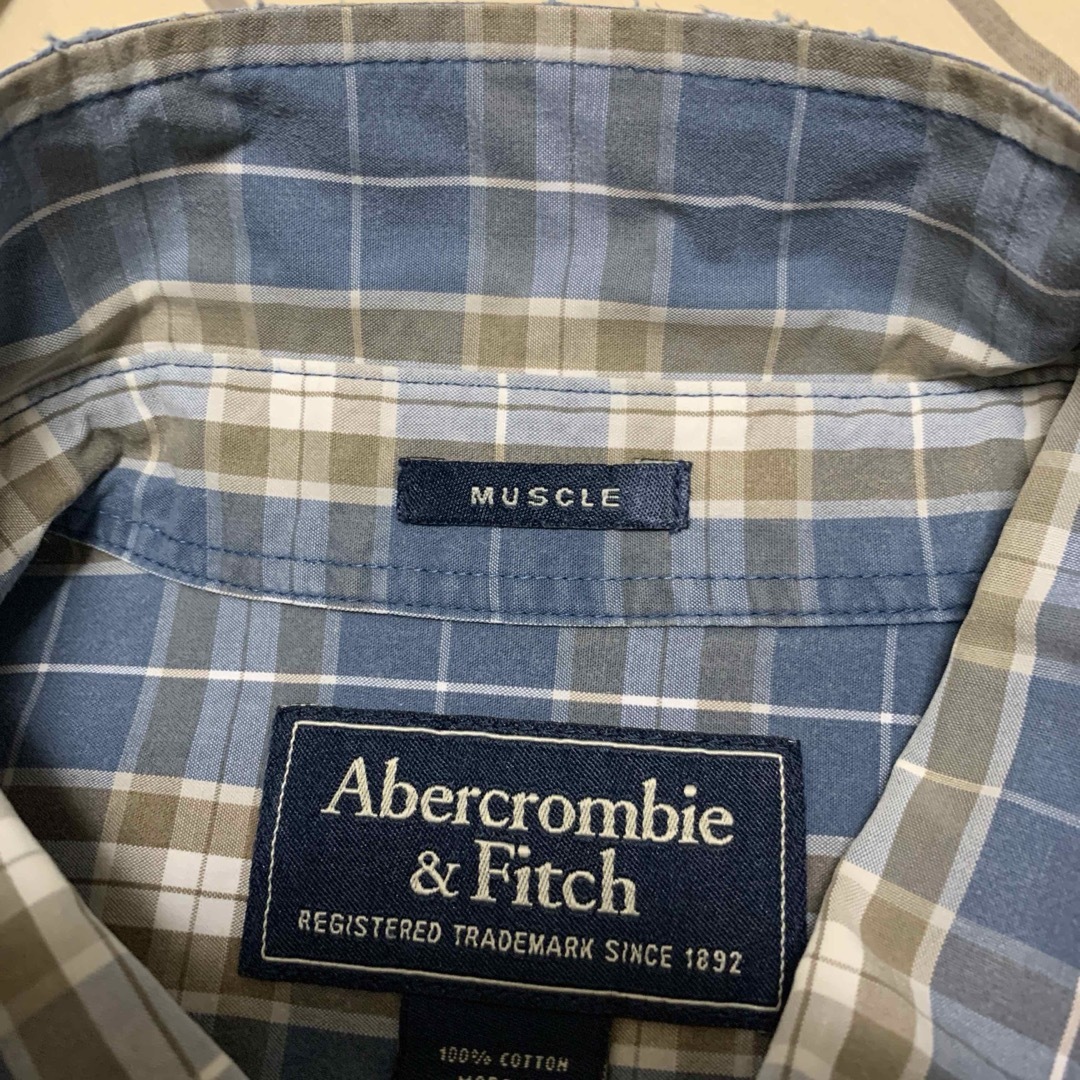 MUSCLE
Abercrombie
& Fitch
REGISTERED TRADEMARK SINCE 1892
100% COTTON